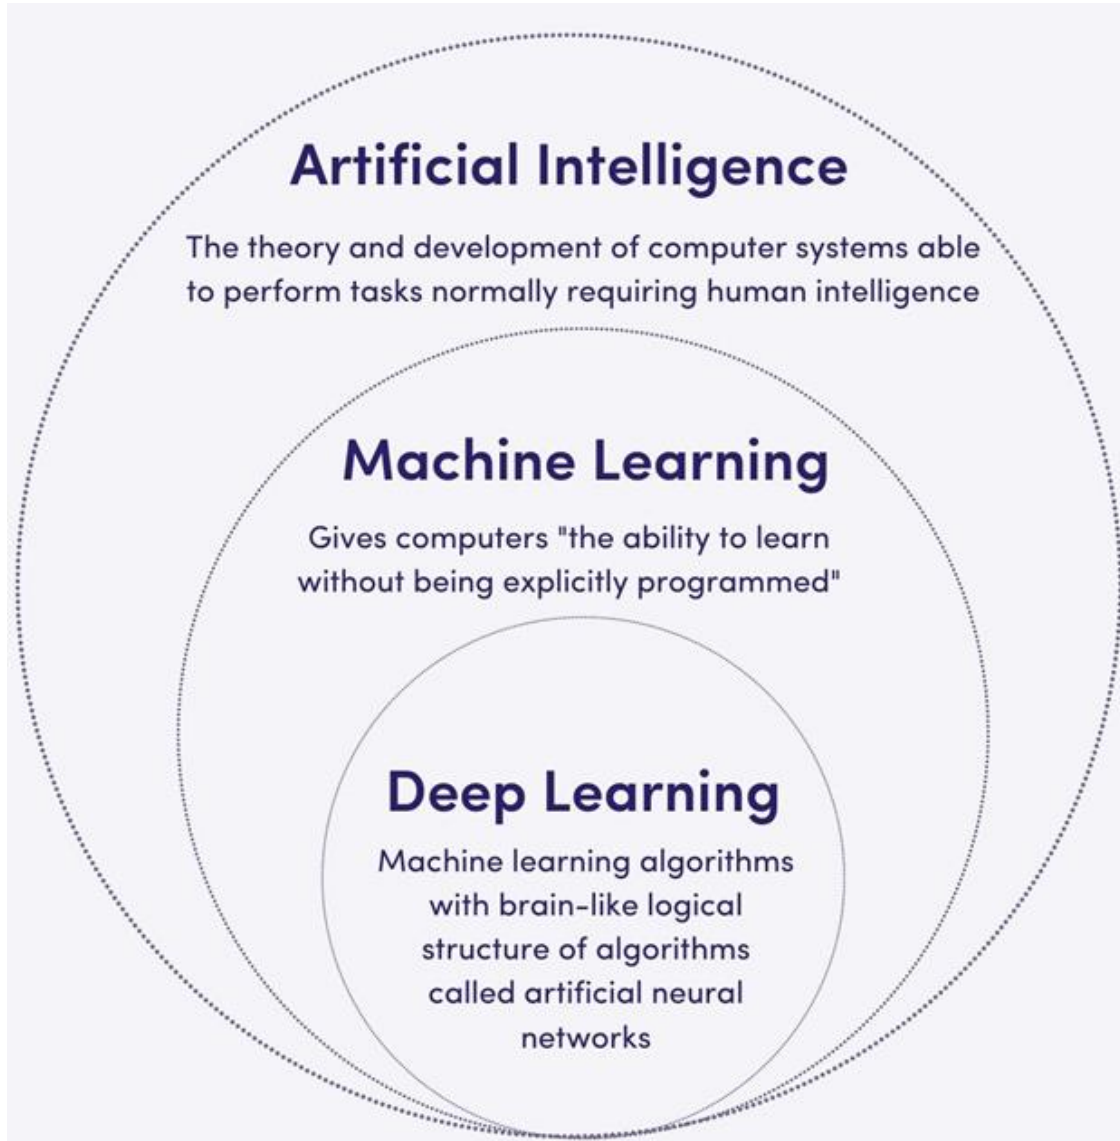 Artificial Intelligence
The theory and development of computer systems able
to perform tasks normally requiring human intelligence
Machine Learning
Gives computers "the ability to learn
without being explicitly programmed"
Deep Learning
Machine learning algorithms
with brain-like logical
structure of algorithms
called artificial neural
networks